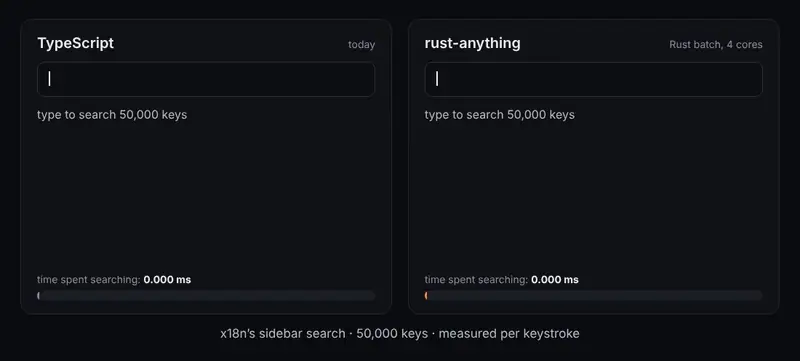 TypeScript
today
type to search 50,000 keys
time spent searching: 0.000 ms
rust-anything
Rust batch, 4 cores
type to search 50,000 keys
time spent searching: 0.000 ms
x18n’s sidebar search · 50,000 keys · measured per keystroke